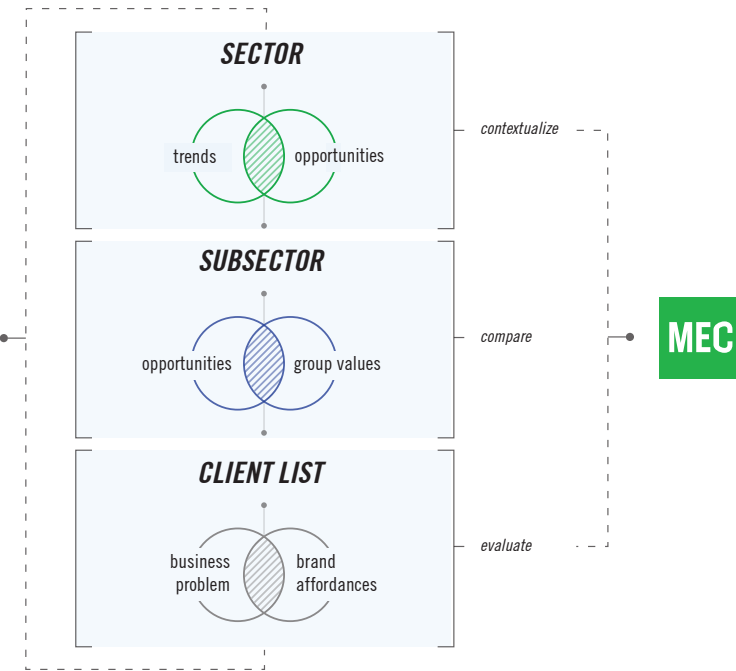 SECTOR
trends
opportunities
contextualize
SUBSECTOR
opportunities
group values
compare
MEC
CLIENT LIST
business
problem
brand
affordances
evaluate